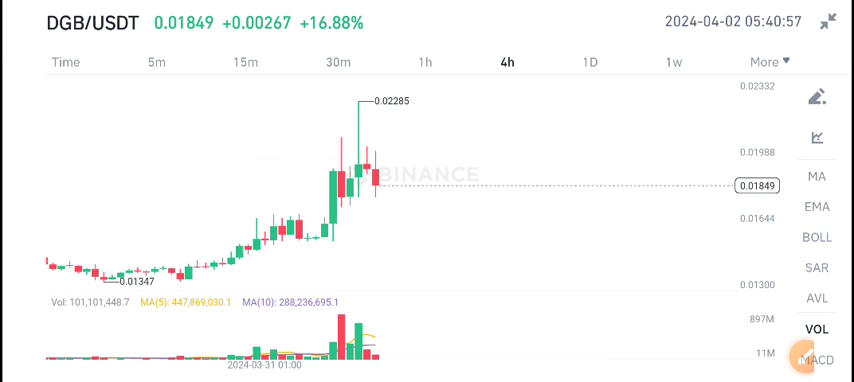 DGB/USDT 0.01849 +0.00267 +16.88% 2024-04-02 05:40:57
Time 5m 15m 30m 1h 4h 1D 1w More
0.02332
0.02285
0.01988
BINANCE
MA
0.01849
EMA
0.01644
BOLL
SAR
0.01347
0.01300
AVL
Vol: 101,101,448.7 MA(5): 447,869,030.1 MA(10): 288,236,695.1
897M
VOL
11M
MACD
2024-03-31 01:00